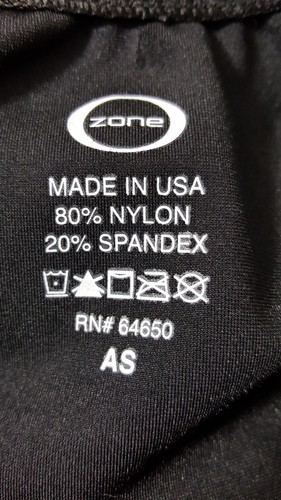 zone
MADE IN USA
80% NYLON
20% SPANDEX
RN# 64650
AS